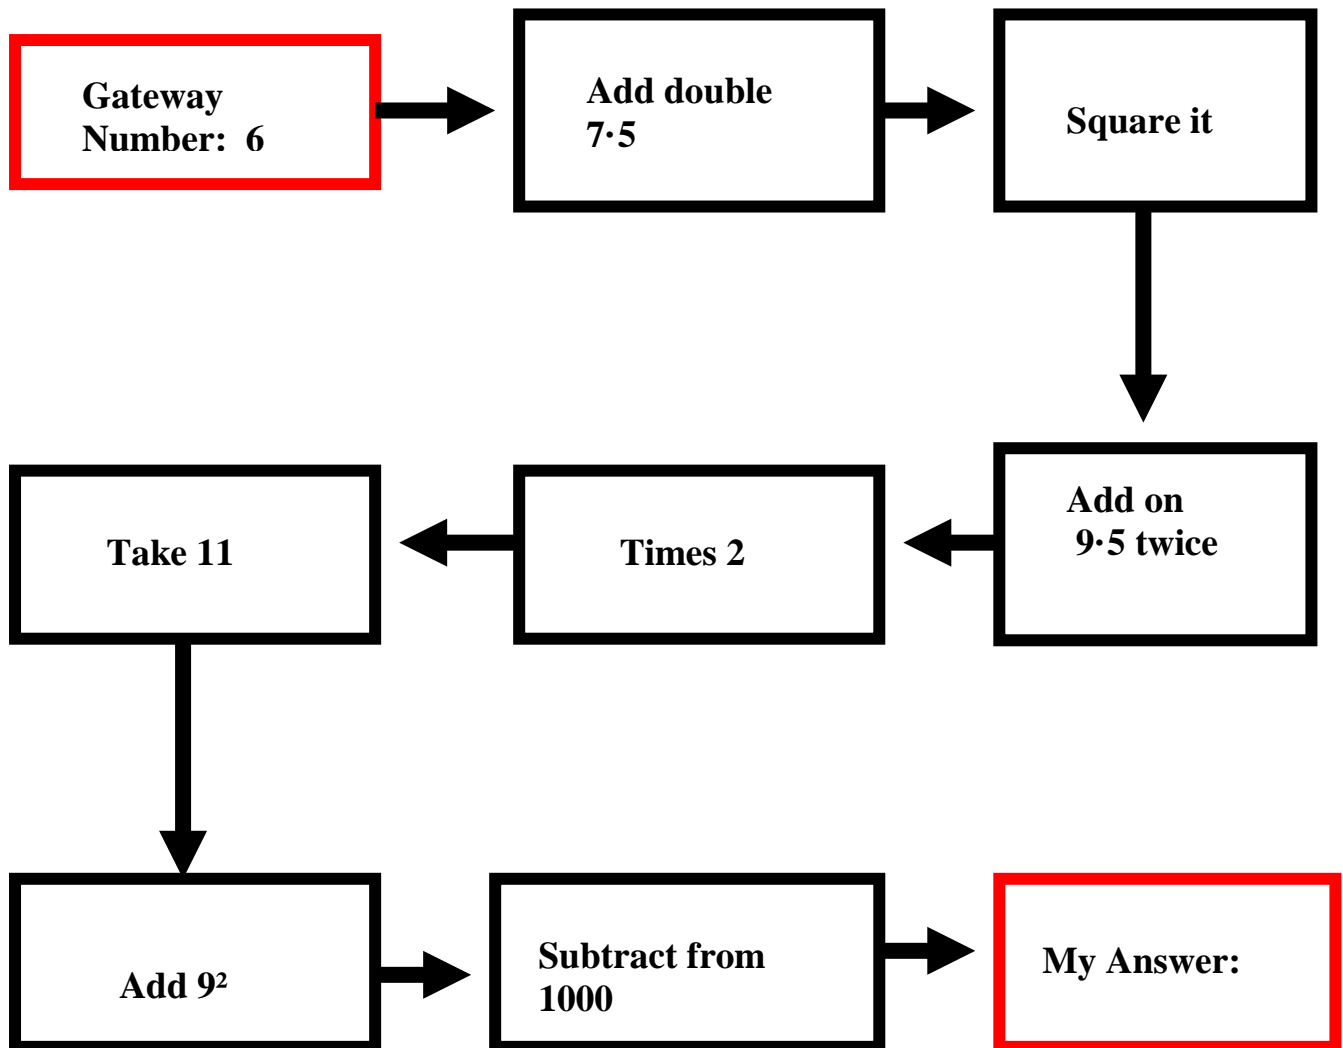 Gateway
Number: 6
Add double
7·5
Square it
Add on
9·5 twice
Times 2
Take 11
Add 9²
Subtract from
1000
My Answer: